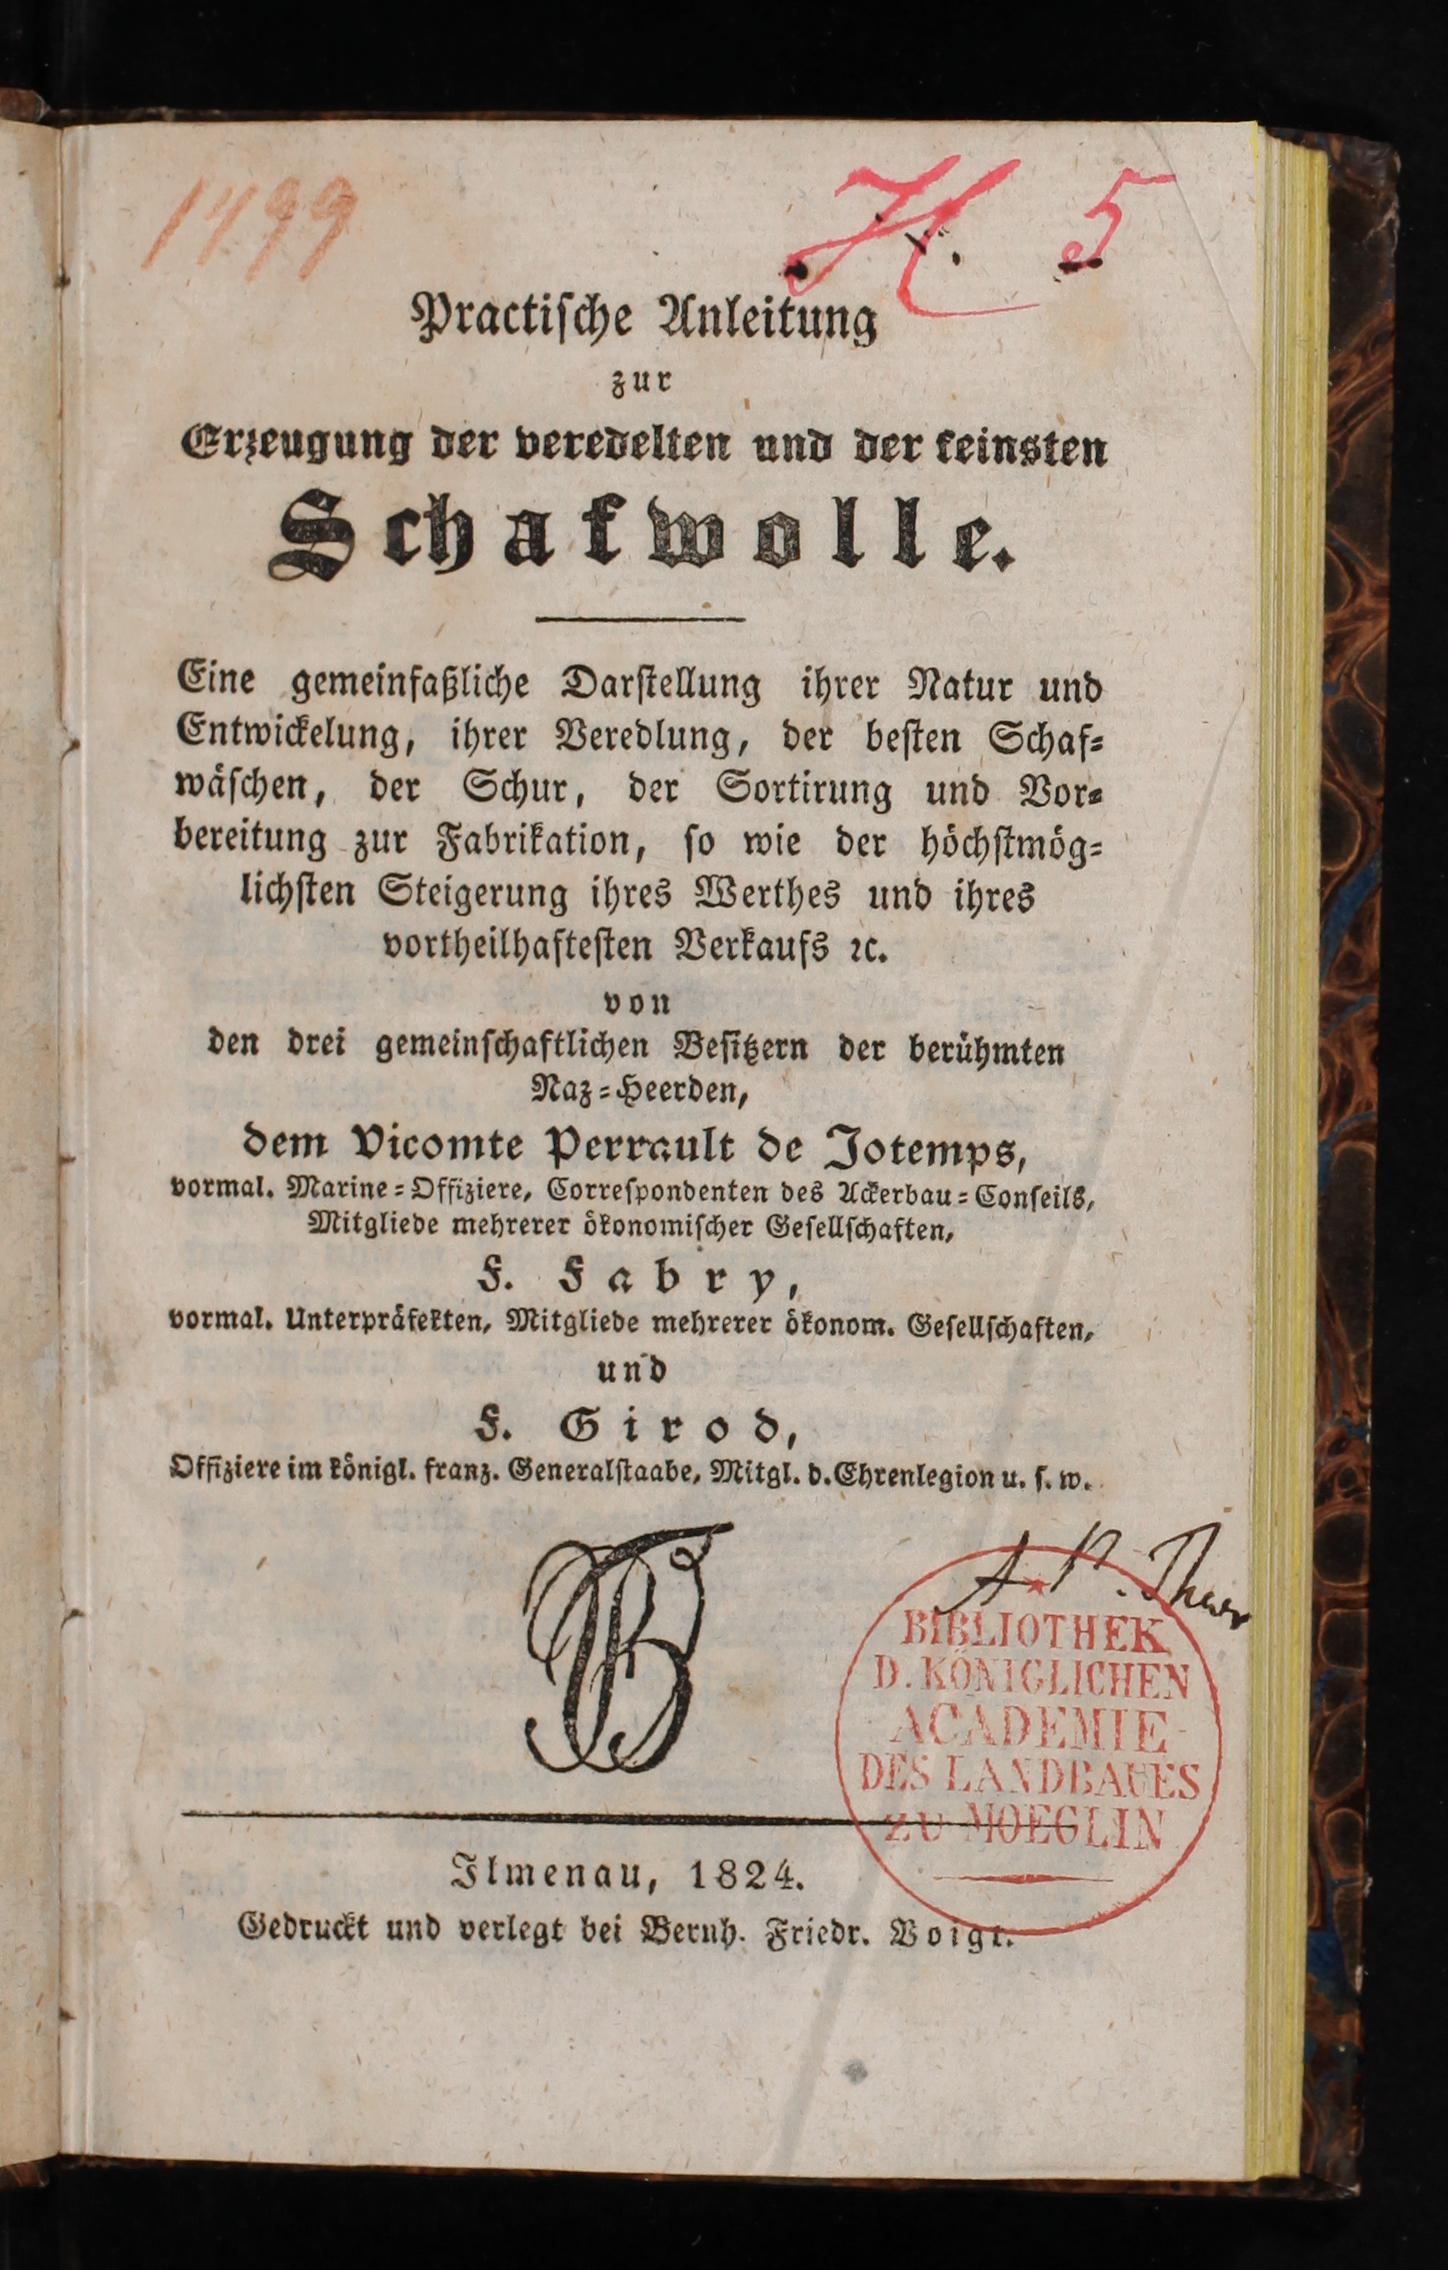 1499
H. 5
Practische Anleitung
zur
Erzeugung der veredelten und der feinsten
Schafwolle.
Eine gemeinfaßliche Darstellung ihrer Natur und
Entwickelung, ihrer Veredlung, der besten Schaf-
wäschen, der Schur, der Sortirung und Vor-
bereitung zur Fabrikation, so wie der höchstmög-
lichsten Steigerung ihres Werthes und ihres
vortheilhaftesten Verkaufs ꝛc.
von
den drei gemeinschaftlichen Besitzern der berühmten
Naz-Heerden,
dem Vicomte Perrault de Jotemps,
vormal. Marine-Offiziere, Correspondenten des Ackerbau-Conseils,
Mitgliede mehrerer ökonomischer Gesellschaften,
F. Fabry,
vormal. Unterpräfekten, Mitgliede mehrerer ökonom. Gesellschaften,
und
F. Girod,
Offiziere im königl. franz. Generalstaabe, Mitgl. d. Ehrenlegion u. s. w.
A. P. Thaer
BIBLIOTHEK
D. KÖNIGLICHEN
ACADEMIE
DES LANDBAUES
ZU MOEGLIN
Ilmenau, 1824.
Gedruckt und verlegt bei Bernh. Friedr. Voigt.